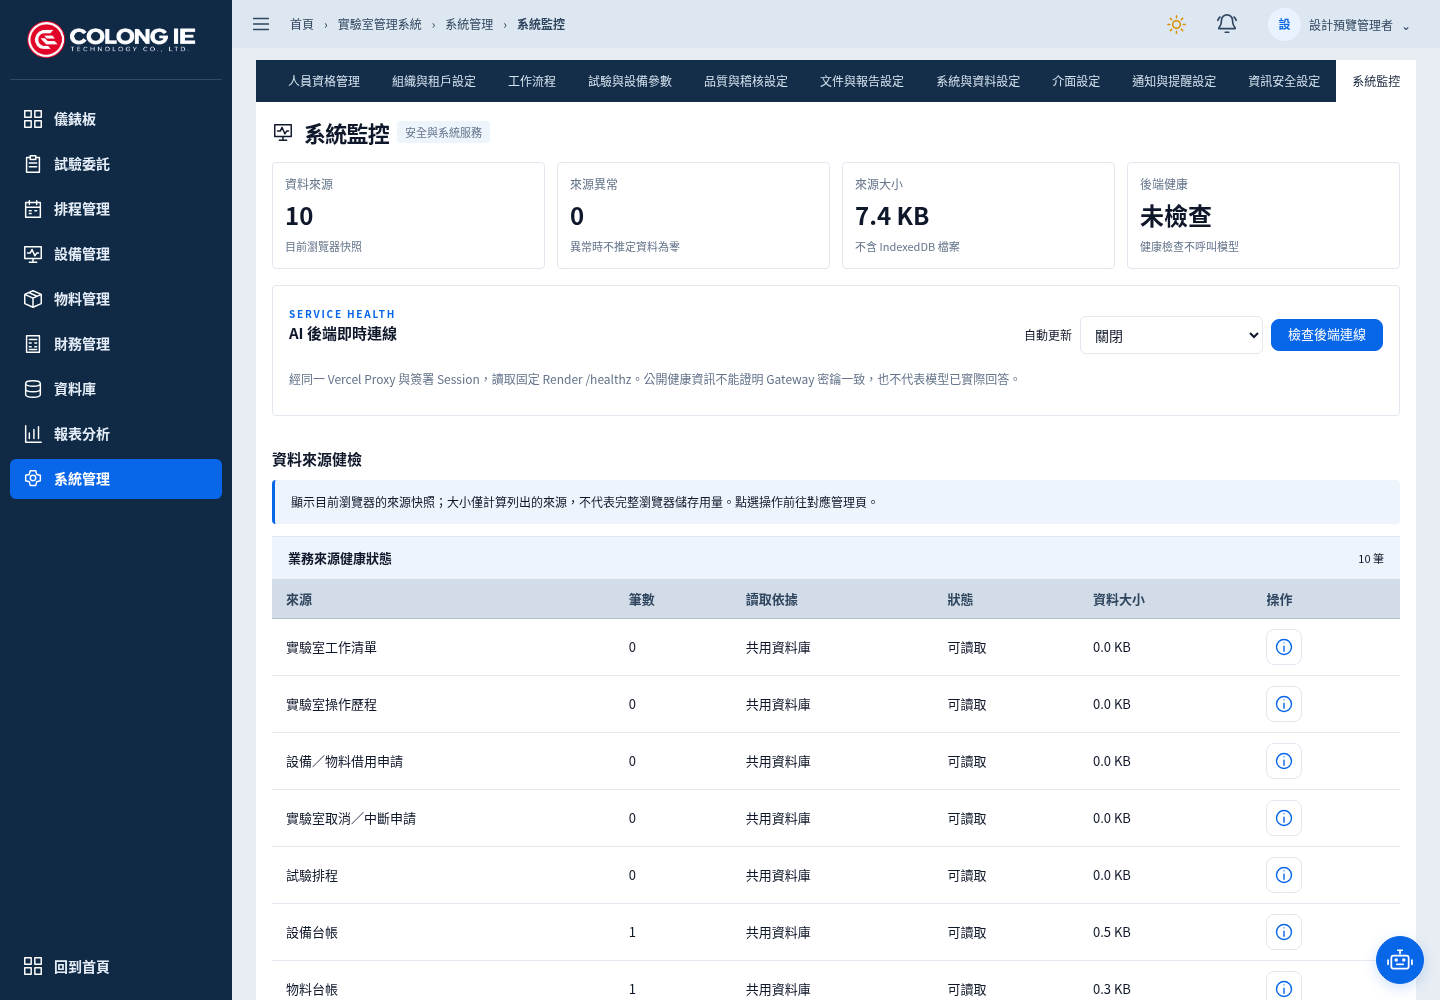 COLONG IE
TECHNOLOGY CO., LTD.
儀錶板
試驗委託
排程管理
設備管理
物料管理
財務管理
資料庫
報表分析
系統管理
回到首頁
首頁 › 實驗室管理系統 › 系統管理 › 系統監控
設 設計預覽管理者
人員資格管理 組織與租戶設定 工作流程 試驗與設備參數 品質與稽核設定 文件與報告設定 系統與資料設定 介面設定 通知與提醒設定 資訊安全設定 系統監控
系統監控 安全與系統服務
資料來源
10
目前瀏覽器快照
來源異常
0
異常時不推定資料為零
來源大小
7.4 KB
不含 IndexedDB 檔案
後端健康
未檢查
健康檢查不呼叫模型
SERVICE HEALTH
AI 後端即時連線
自動更新 關閉 檢查後端連線
經同一 Vercel Proxy 與簽署 Session，讀取固定 Render /healthz。公開健康資訊不能證明 Gateway 密鑰一致，也不代表模型已實際回答。
資料來源健檢
顯示目前瀏覽器的來源快照；大小僅計算列出的來源，不代表完整瀏覽器儲存用量。點選操作前往對應管理頁。
業務來源健康狀態 10 筆
來源 筆數 讀取依據 狀態 資料大小 操作
實驗室工作清單 0 共用資料庫 可讀取 0.0 KB
實驗室操作歷程 0 共用資料庫 可讀取 0.0 KB
設備／物料借用申請 0 共用資料庫 可讀取 0.0 KB
實驗室取消／中斷申請 0 共用資料庫 可讀取 0.0 KB
試驗排程 0 共用資料庫 可讀取 0.0 KB
設備台帳 1 共用資料庫 可讀取 0.5 KB
物料台帳 1 共用資料庫 可讀取 0.3 KB